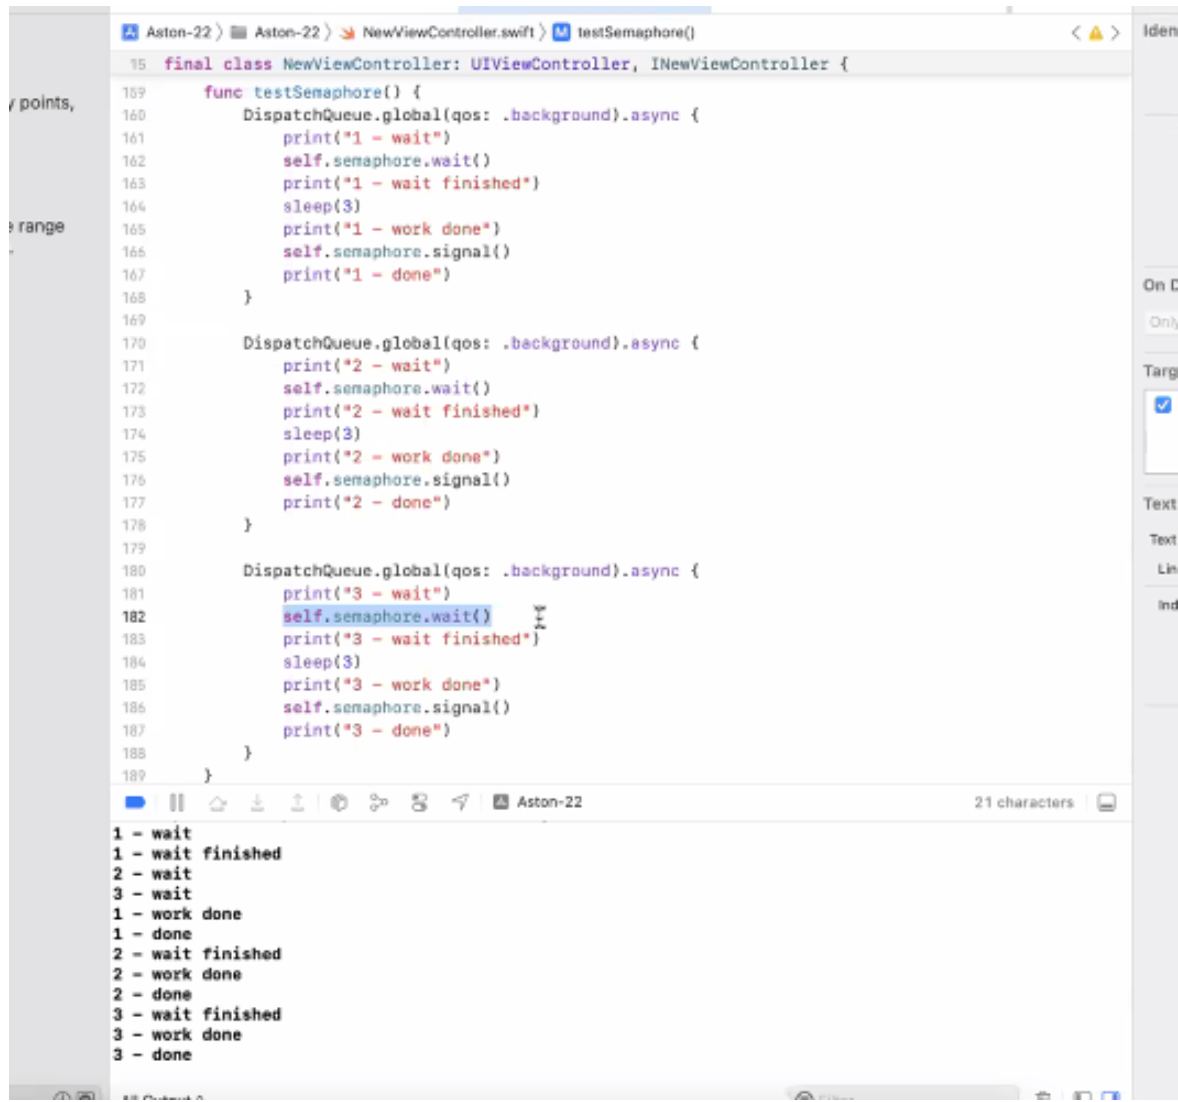 Aston-22 〉 Aston-22 〉 NewViewController.swift 〉 M testSemaphore()
Iden
15 final class NewViewController: UIViewController, INewViewController {
y points,
e range
159 func testSemaphore() {
160 DispatchQueue.global(qos: .background).async {
161 print("1 - wait")
162 self.semaphore.wait()
163 print("1 - wait finished")
164 sleep(3)
165 print("1 - work done")
166 self.semaphore.signal()
167 print("1 - done")
168 }
169
170 DispatchQueue.global(qos: .background).async {
171 print("2 - wait")
172 self.semaphore.wait()
173 print("2 - wait finished")
174 sleep(3)
175 print("2 - work done")
176 self.semaphore.signal()
177 print("2 - done")
178 }
179
180 DispatchQueue.global(qos: .background).async {
181 print("3 - wait")
182 self.semaphore.wait()
183 print("3 - wait finished")
184 sleep(3)
185 print("3 - work done")
186 self.semaphore.signal()
187 print("3 - done")
188 }
189 }
On D
Only
Targ
Text
Text
Lin
Ind
Aston-22
21 characters
1 - wait
1 - wait finished
2 - wait
3 - wait
1 - work done
1 - done
2 - wait finished
2 - work done
2 - done
3 - wait finished
3 - work done
3 - done